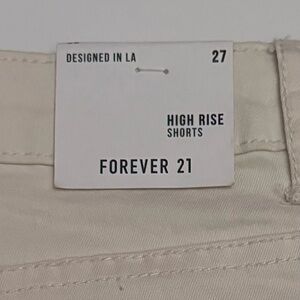 DESIGNED IN LA 27
HIGH RISE
SHORTS
FOREVER 21